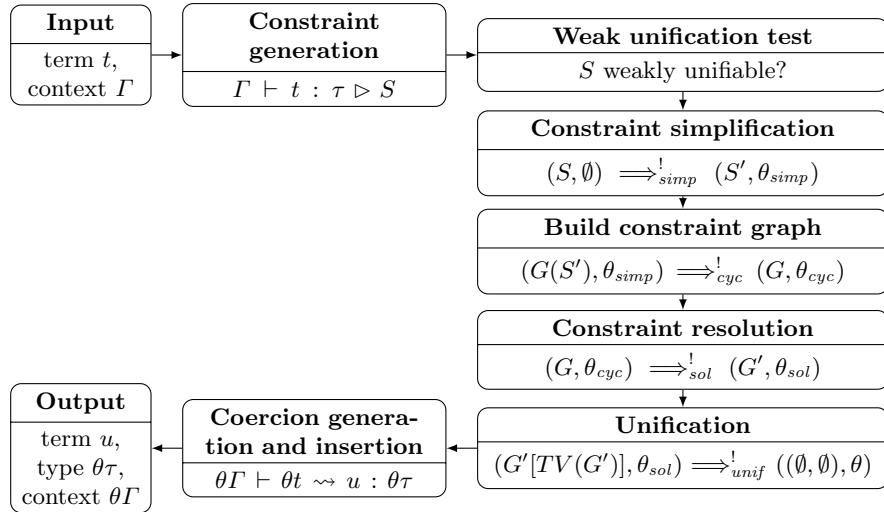 Input
term t,
context Γ
Constraint
generation
Γ ⊢ t : τ ▷ S
Weak unification test
S weakly unifiable?
Constraint simplification
(S, ∅) ⟹!simp (S′, θsimp)
Build constraint graph
(G(S′), θsimp) ⟹!cyc (G, θcyc)
Constraint resolution
(G, θcyc) ⟹!sol (G′, θsol)
Unification
(G′[TV(G′)], θsol) ⟹!unif ((∅, ∅), θ)
Coercion genera-
tion and insertion
θΓ ⊢ θt ⇝ u : θτ
Output
term u,
type θτ,
context θΓ